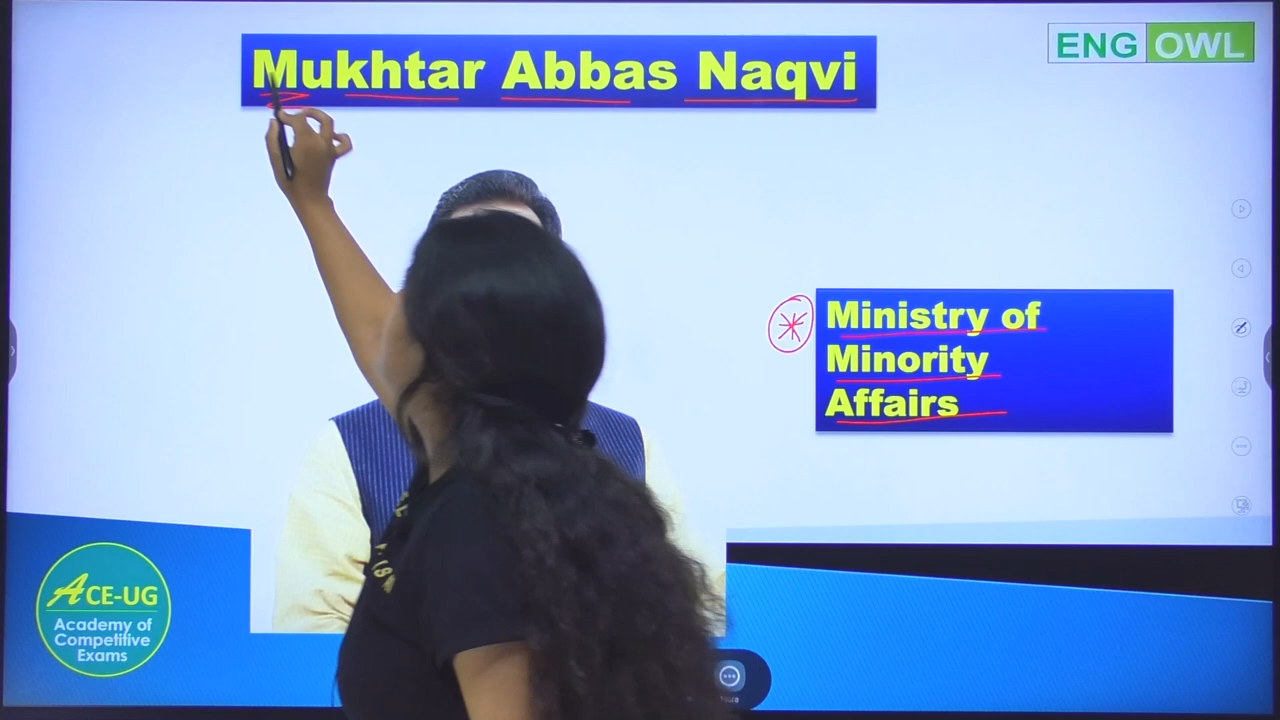 Mukhtar Abbas Naqvi
ENG OWL
Ministry of
Minority
Affairs
ACE-UG
Academy of
Competitive
Exams